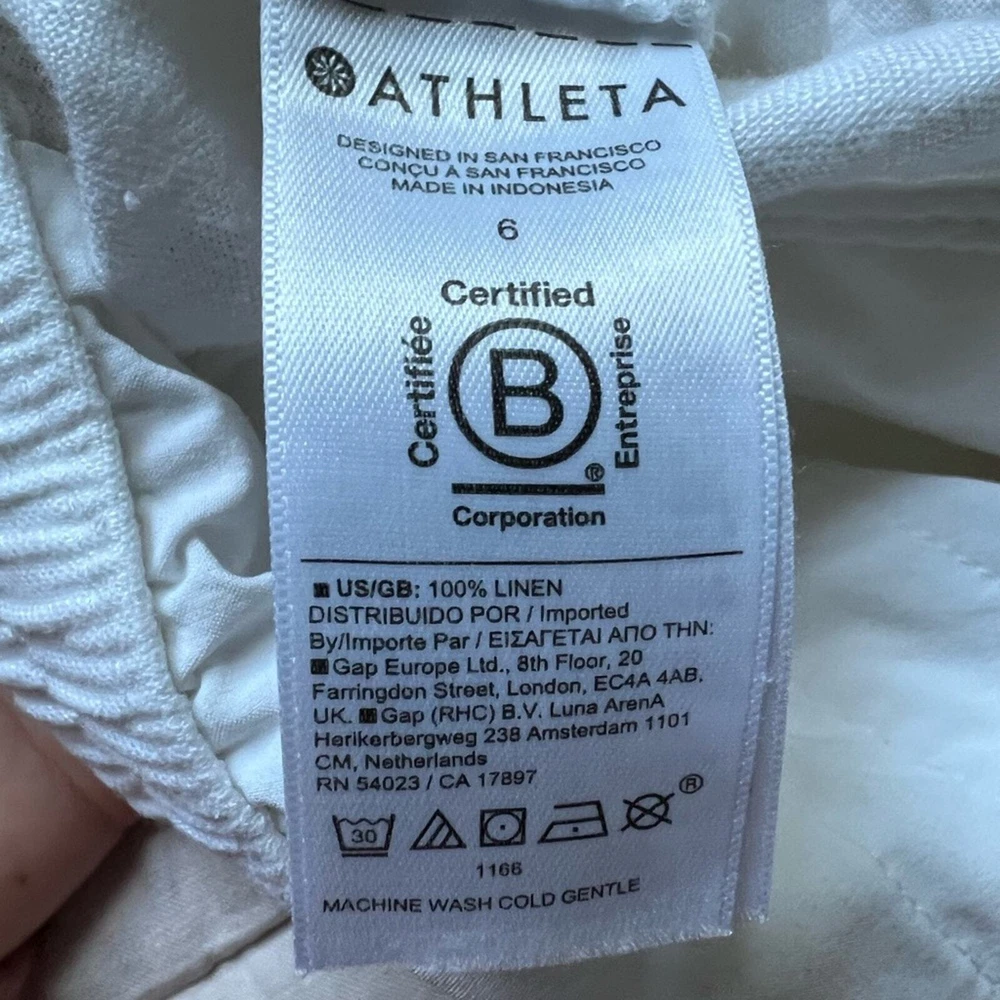 ATHLETA
DESIGNED IN SAN FRANCISCO
CONÇU À SAN FRANCISCO
MADE IN INDONESIA
6
Certified
Certifiée
B
Entreprise
®
Corporation
US/GB: 100% LINEN
DISTRIBUIDO POR / Imported
By/Importe Par / ΕΙΣΑΓΕΤΑΙ ΑΠΟ ΤΗΝ:
Gap Europe Ltd., 8th Floor, 20
Farringdon Street, London, EC4A 4AB.
UK. Gap (RHC) B.V. Luna ArenA
Herikerbergweg 238 Amsterdam 1101
CM, Netherlands
RN 54023 / CA 17897
®
30
1166
MACHINE WASH COLD GENTLE